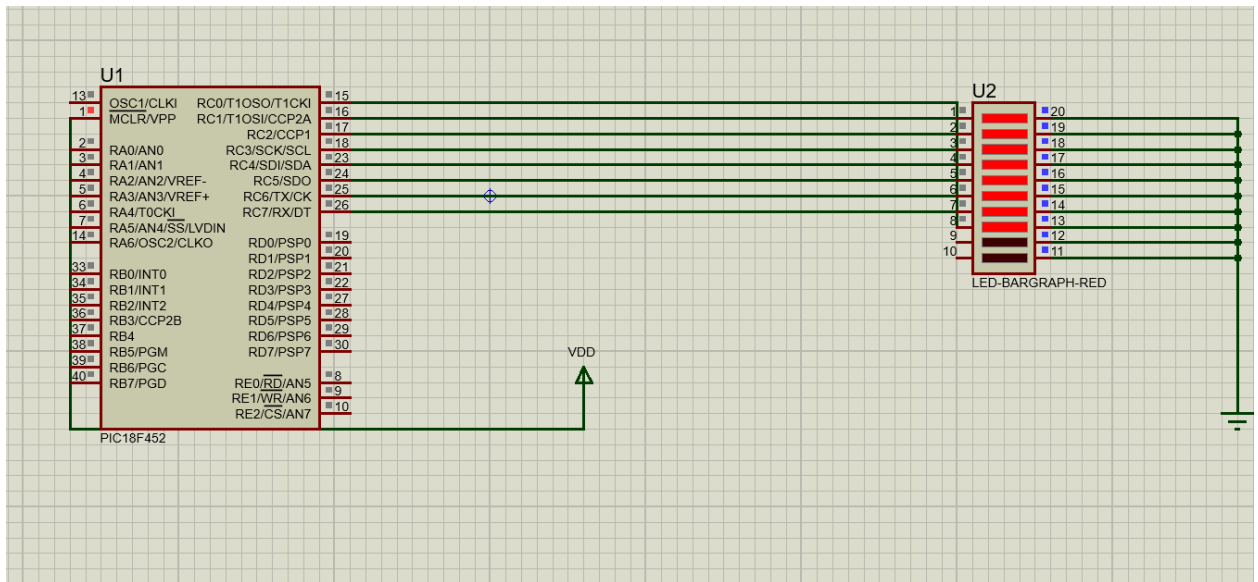 U1
13 OSC1/CLKI RC0/T1OSO/T1CKI 15
1 MCLR/VPP RC1/T1OSI/CCP2A 16
RC2/CCP1 17
2 RA0/AN0 RC3/SCK/SCL 18
3 RA1/AN1 RC4/SDI/SDA 23
4 RA2/AN2/VREF- RC5/SDO 24
5 RA3/AN3/VREF+ RC6/TX/CK 25
6 RA4/T0CKI RC7/RX/DT 26
7 RA5/AN4/SS/LVDIN
14 RA6/OSC2/CLKO RD0/PSP0 19
RD1/PSP1 20
33 RB0/INT0 RD2/PSP2 21
34 RB1/INT1 RD3/PSP3 22
35 RB2/INT2 RD4/PSP4 27
36 RB3/CCP2B RD5/PSP5 28
37 RB4 RD6/PSP6 29
38 RB5/PGM RD7/PSP7 30
39 RB6/PGC
40 RB7/PGD RE0/RD/AN5 8
RE1/WR/AN6 9
RE2/CS/AN7 10
PIC18F452
VDD
U2
1 20
2 19
3 18
4 17
5 16
6 15
7 14
8 13
9 12
10 11
LED-BARGRAPH-RED